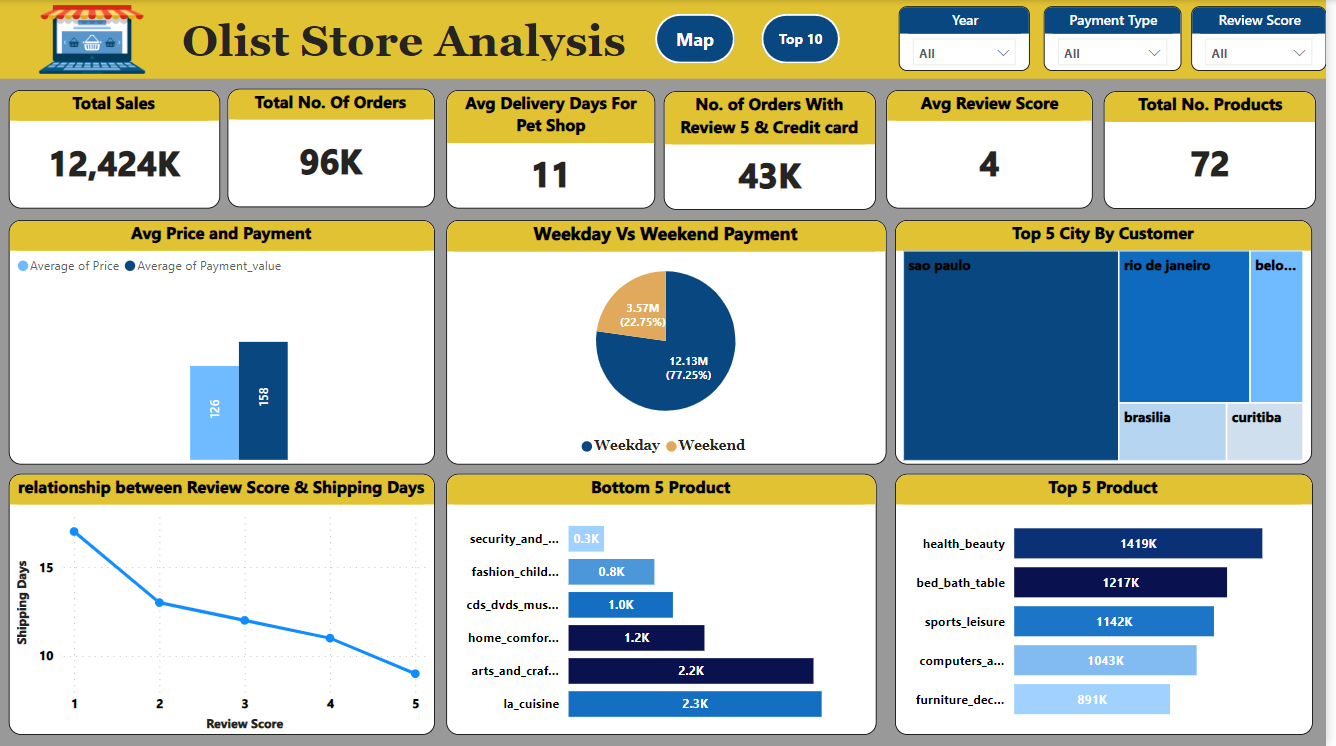 Olist Store Analysis
Map
Top 10
Year
All
Payment Type
All
Review Score
All
Total Sales
12,424K
Total No. Of Orders
96K
Avg Delivery Days For
Pet Shop
11
No. of Orders With
Review 5 & Credit card
43K
Avg Review Score
4
Total No. Products
72
Avg Price and Payment
Average of Price
Average of Payment_value
126
158
Weekday Vs Weekend Payment
3.57M
(22.75%)
12.13M
(77.25%)
Weekday
Weekend
Top 5 City By Customer
sao paulo
rio de janeiro
belo...
brasilia
curitiba
relationship between Review Score & Shipping Days
Shipping Days
15
10
1
2
3
4
5
Review Score
Bottom 5 Product
security_and_...
0.3K
fashion_child...
0.8K
cds_dvds_mus...
1.0K
home_comfor...
1.2K
arts_and_craf...
2.2K
la_cuisine
2.3K
Top 5 Product
health_beauty
1419K
bed_bath_table
1217K
sports_leisure
1142K
computers_a...
1043K
furniture_dec...
891K